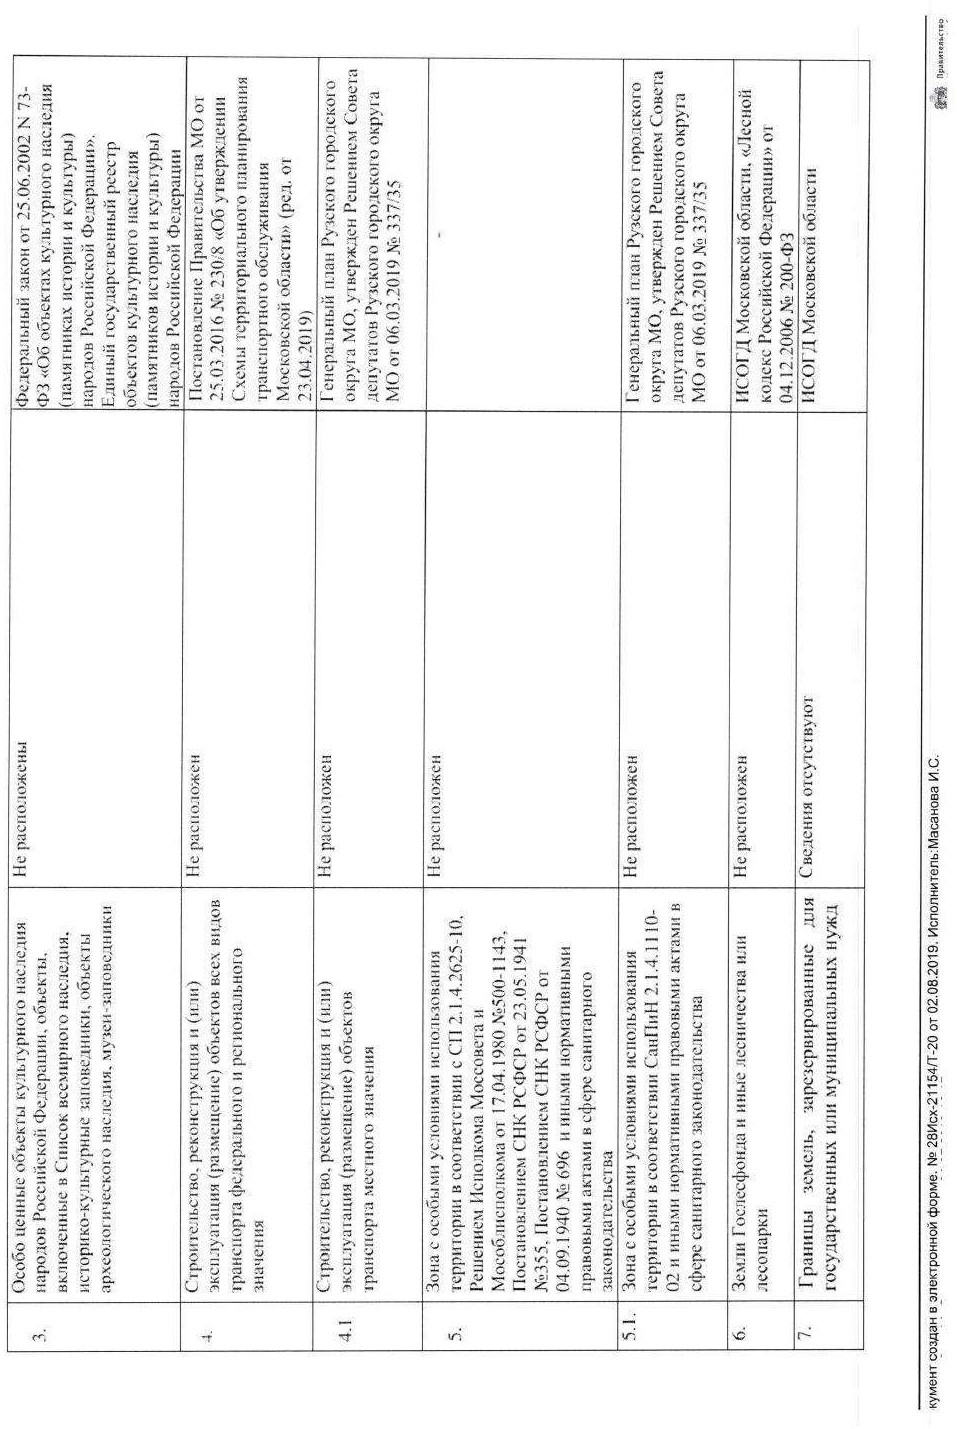 3.
Особо ценные объекты культурного наследия
народов Российской Федерации, объекты,
включенные в Список всемирного наследия,
историко-культурные заповедники, объекты
археологического наследия, музеи-заповедники
Не расположены
Федеральный закон от 25.06.2002 N 73-
ФЗ «Об объектах культурного наследия
(памятниках истории и культуры)
народов Российской Федерации»,
Единый государственный реестр
объектов культурного наследия
(памятников истории и культуры)
народов Российской Федерации
4.
Строительство, реконструкция и (или)
эксплуатация (размещение) объектов всех видов
транспорта федерального и регионального
значения
Не расположен
Постановление Правительства МО от
25.03.2016 № 230/8 «Об утверждении
Схемы территориального планирования
транспортного обслуживания
Московской области» (ред. от
23.04.2019)
4.1
Строительство, реконструкция и (или)
эксплуатация (размещение) объектов
транспорта местного значения
Не расположен
Генеральный план Рузского городского
округа МО, утвержден Решением Совета
депутатов Рузского городского округа
МО от 06.03.2019 № 337/35
5.
Зона с особыми условиями использования
территории в соответствии с СП 2.1.4.2625-10,
Решением Исполкома Моссовета и
Мособлисполкома от 17.04.1980 №500-1143,
Постановлением СНК РСФСР от 23.05.1941
№355, Постановлением СНК РСФСР от
04.09.1940 № 696 и иными нормативными
правовыми актами в сфере санитарного
законодательства
Не расположен
-
5.1.
Зона с особыми условиями использования
территории в соответствии СанПиН 2.1.4.1110-
02 и иными нормативными правовыми актами в
сфере санитарного законодательства
Не расположен
Генеральный план Рузского городского
округа МО, утвержден Решением Совета
депутатов Рузского городского округа
МО от 06.03.2019 № 337/35
6.
Земли Гослесфонда и иные лесничества или
лесопарки
Не расположен
ИСОГД Московской области, «Лесной
кодекс Российской Федерации» от
04.12.2006 № 200-ФЗ
7.
Границы земель, зарезервированные для
государственных или муниципальных нужд
Сведения отсутствуют
ИСОГД Московской области
кумент создан в электронной форме. № 28Исх-21154/Т-20 от 02.08.2019. Исполнитель:Масанова И.С.
Правительство